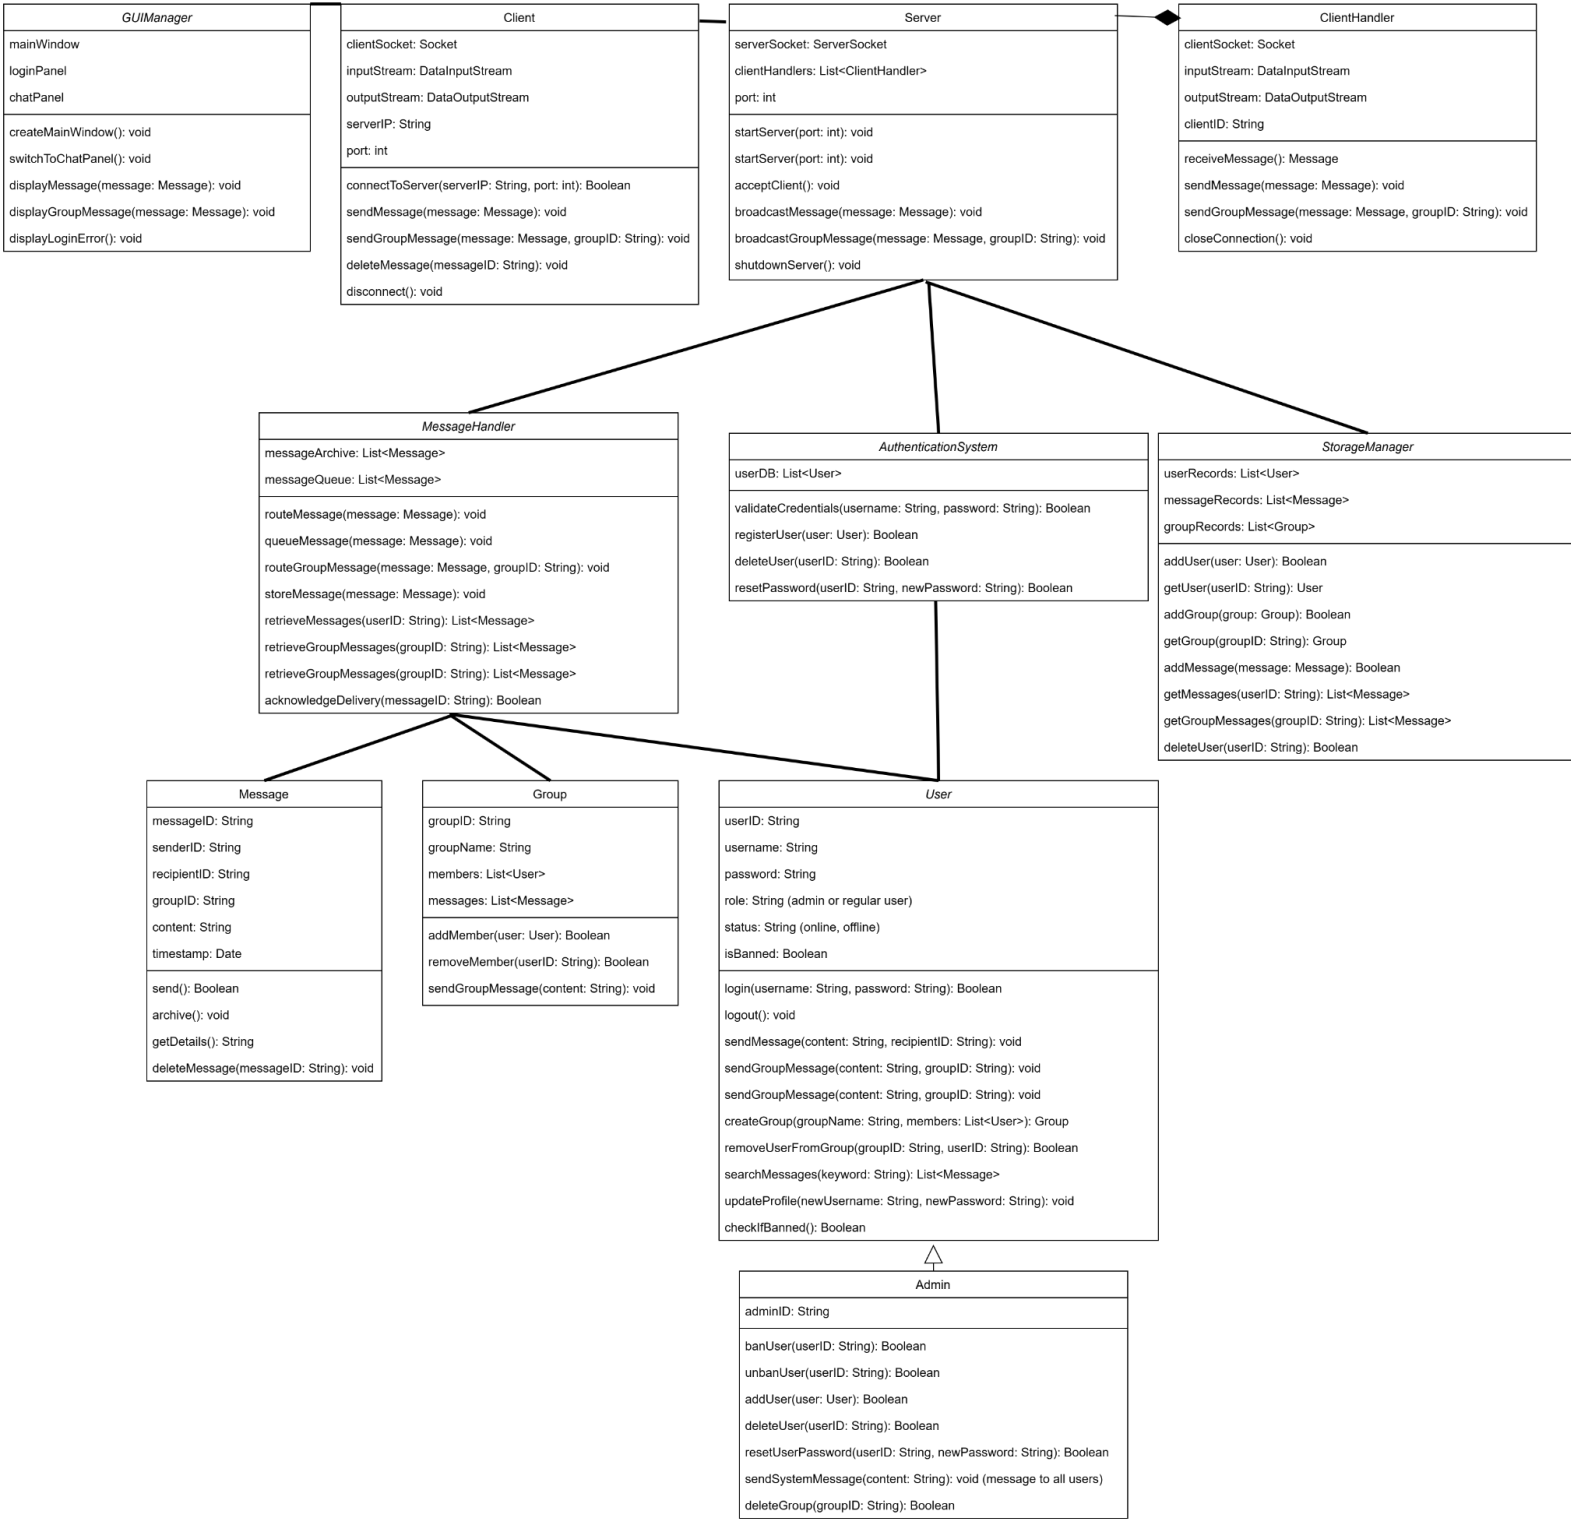 GUIManager
mainWindow
loginPanel
chatPanel
createMainWindow(): void
switchToChatPanel(): void
displayMessage(message: Message): void
displayGroupMessage(message: Message): void
displayLoginError(): void
Client
clientSocket: Socket
inputStream: DataInputStream
outputStream: DataOutputStream
serverIP: String
port: int
connectToServer(serverIP: String, port: int): Boolean
sendMessage(message: Message): void
sendGroupMessage(message: Message, groupID: String): void
deleteMessage(messageID: String): void
disconnect(): void
Server
serverSocket: ServerSocket
clientHandlers: List<ClientHandler>
port: int
startServer(port: int): void
startServer(port: int): void
acceptClient(): void
broadcastMessage(message: Message): void
broadcastGroupMessage(message: Message, groupID: String): void
shutdownServer(): void
ClientHandler
clientSocket: Socket
inputStream: DataInputStream
outputStream: DataOutputStream
clientID: String
receiveMessage(): Message
sendMessage(message: Message): void
sendGroupMessage(message: Message, groupID: String): void
closeConnection(): void
MessageHandler
messageArchive: List<Message>
messageQueue: List<Message>
routeMessage(message: Message): void
queueMessage(message: Message): void
routeGroupMessage(message: Message, groupID: String): void
storeMessage(message: Message): void
retrieveMessages(userID: String): List<Message>
retrieveGroupMessages(groupID: String): List<Message>
retrieveGroupMessages(groupID: String): List<Message>
acknowledgeDelivery(messageID: String): Boolean
AuthenticationSystem
userDB: List<User>
validateCredentials(username: String, password: String): Boolean
registerUser(user: User): Boolean
deleteUser(userID: String): Boolean
resetPassword(userID: String, newPassword: String): Boolean
StorageManager
userRecords: List<User>
messageRecords: List<Message>
groupRecords: List<Group>
addUser(user: User): Boolean
getUser(userID: String): User
addGroup(group: Group): Boolean
getGroup(groupID: String): Group
addMessage(message: Message): Boolean
getMessages(userID: String): List<Message>
getGroupMessages(groupID: String): List<Message>
deleteUser(userID: String): Boolean
Message
messageID: String
senderID: String
recipientID: String
groupID: String
content: String
timestamp: Date
send(): Boolean
archive(): void
getDetails(): String
deleteMessage(messageID: String): void
Group
groupID: String
groupName: String
members: List<User>
messages: List<Message>
addMember(user: User): Boolean
removeMember(userID: String): Boolean
sendGroupMessage(content: String): void
User
userID: String
username: String
password: String
role: String (admin or regular user)
status: String (online, offline)
isBanned: Boolean
login(username: String, password: String): Boolean
logout(): void
sendMessage(content: String, recipientID: String): void
sendGroupMessage(content: String, groupID: String): void
sendGroupMessage(content: String, groupID: String): void
createGroup(groupName: String, members: List<User>): Group
removeUserFromGroup(groupID: String, userID: String): Boolean
searchMessages(keyword: String): List<Message>
updateProfile(newUsername: String, newPassword: String): void
checkIfBanned(): Boolean
Admin
adminID: String
banUser(userID: String): Boolean
unbanUser(userID: String): Boolean
addUser(user: User): Boolean
deleteUser(userID: String): Boolean
resetUserPassword(userID: String, newPassword: String): Boolean
sendSystemMessage(content: String): void (message to all users)
deleteGroup(groupID: String): Boolean